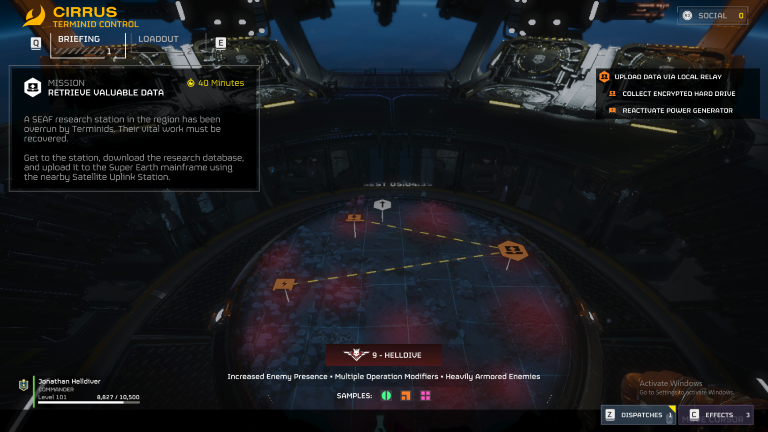 CIRRUS
TERMINID CONTROL
Q BRIEFING LOADOUT E
1
SOCIAL 0
MISSION
RETRIEVE VALUABLE DATA
40 Minutes
A SEAF research station in the region has been
overrun by Terminids. Their vital work must be
recovered.
Get to the station, download the research database,
and upload it to the Super Earth mainframe using
the nearby Satellite Uplink Station.
UPLOAD DATA VIA LOCAL RELAY
COLLECT ENCRYPTED HARD DRIVE
REACTIVATE POWER GENERATOR
9 - HELLDIVE
Increased Enemy Presence • Multiple Operation Modifiers • Heavily Armored Enemies
SAMPLES:
Jonathan Helldiver
COMMANDER
Level 101 8,827 / 10,500
Activate Windows
Go to Settings to activate Windows.
Z DISPATCHES 1
C EFFECTS 3
CURSOR